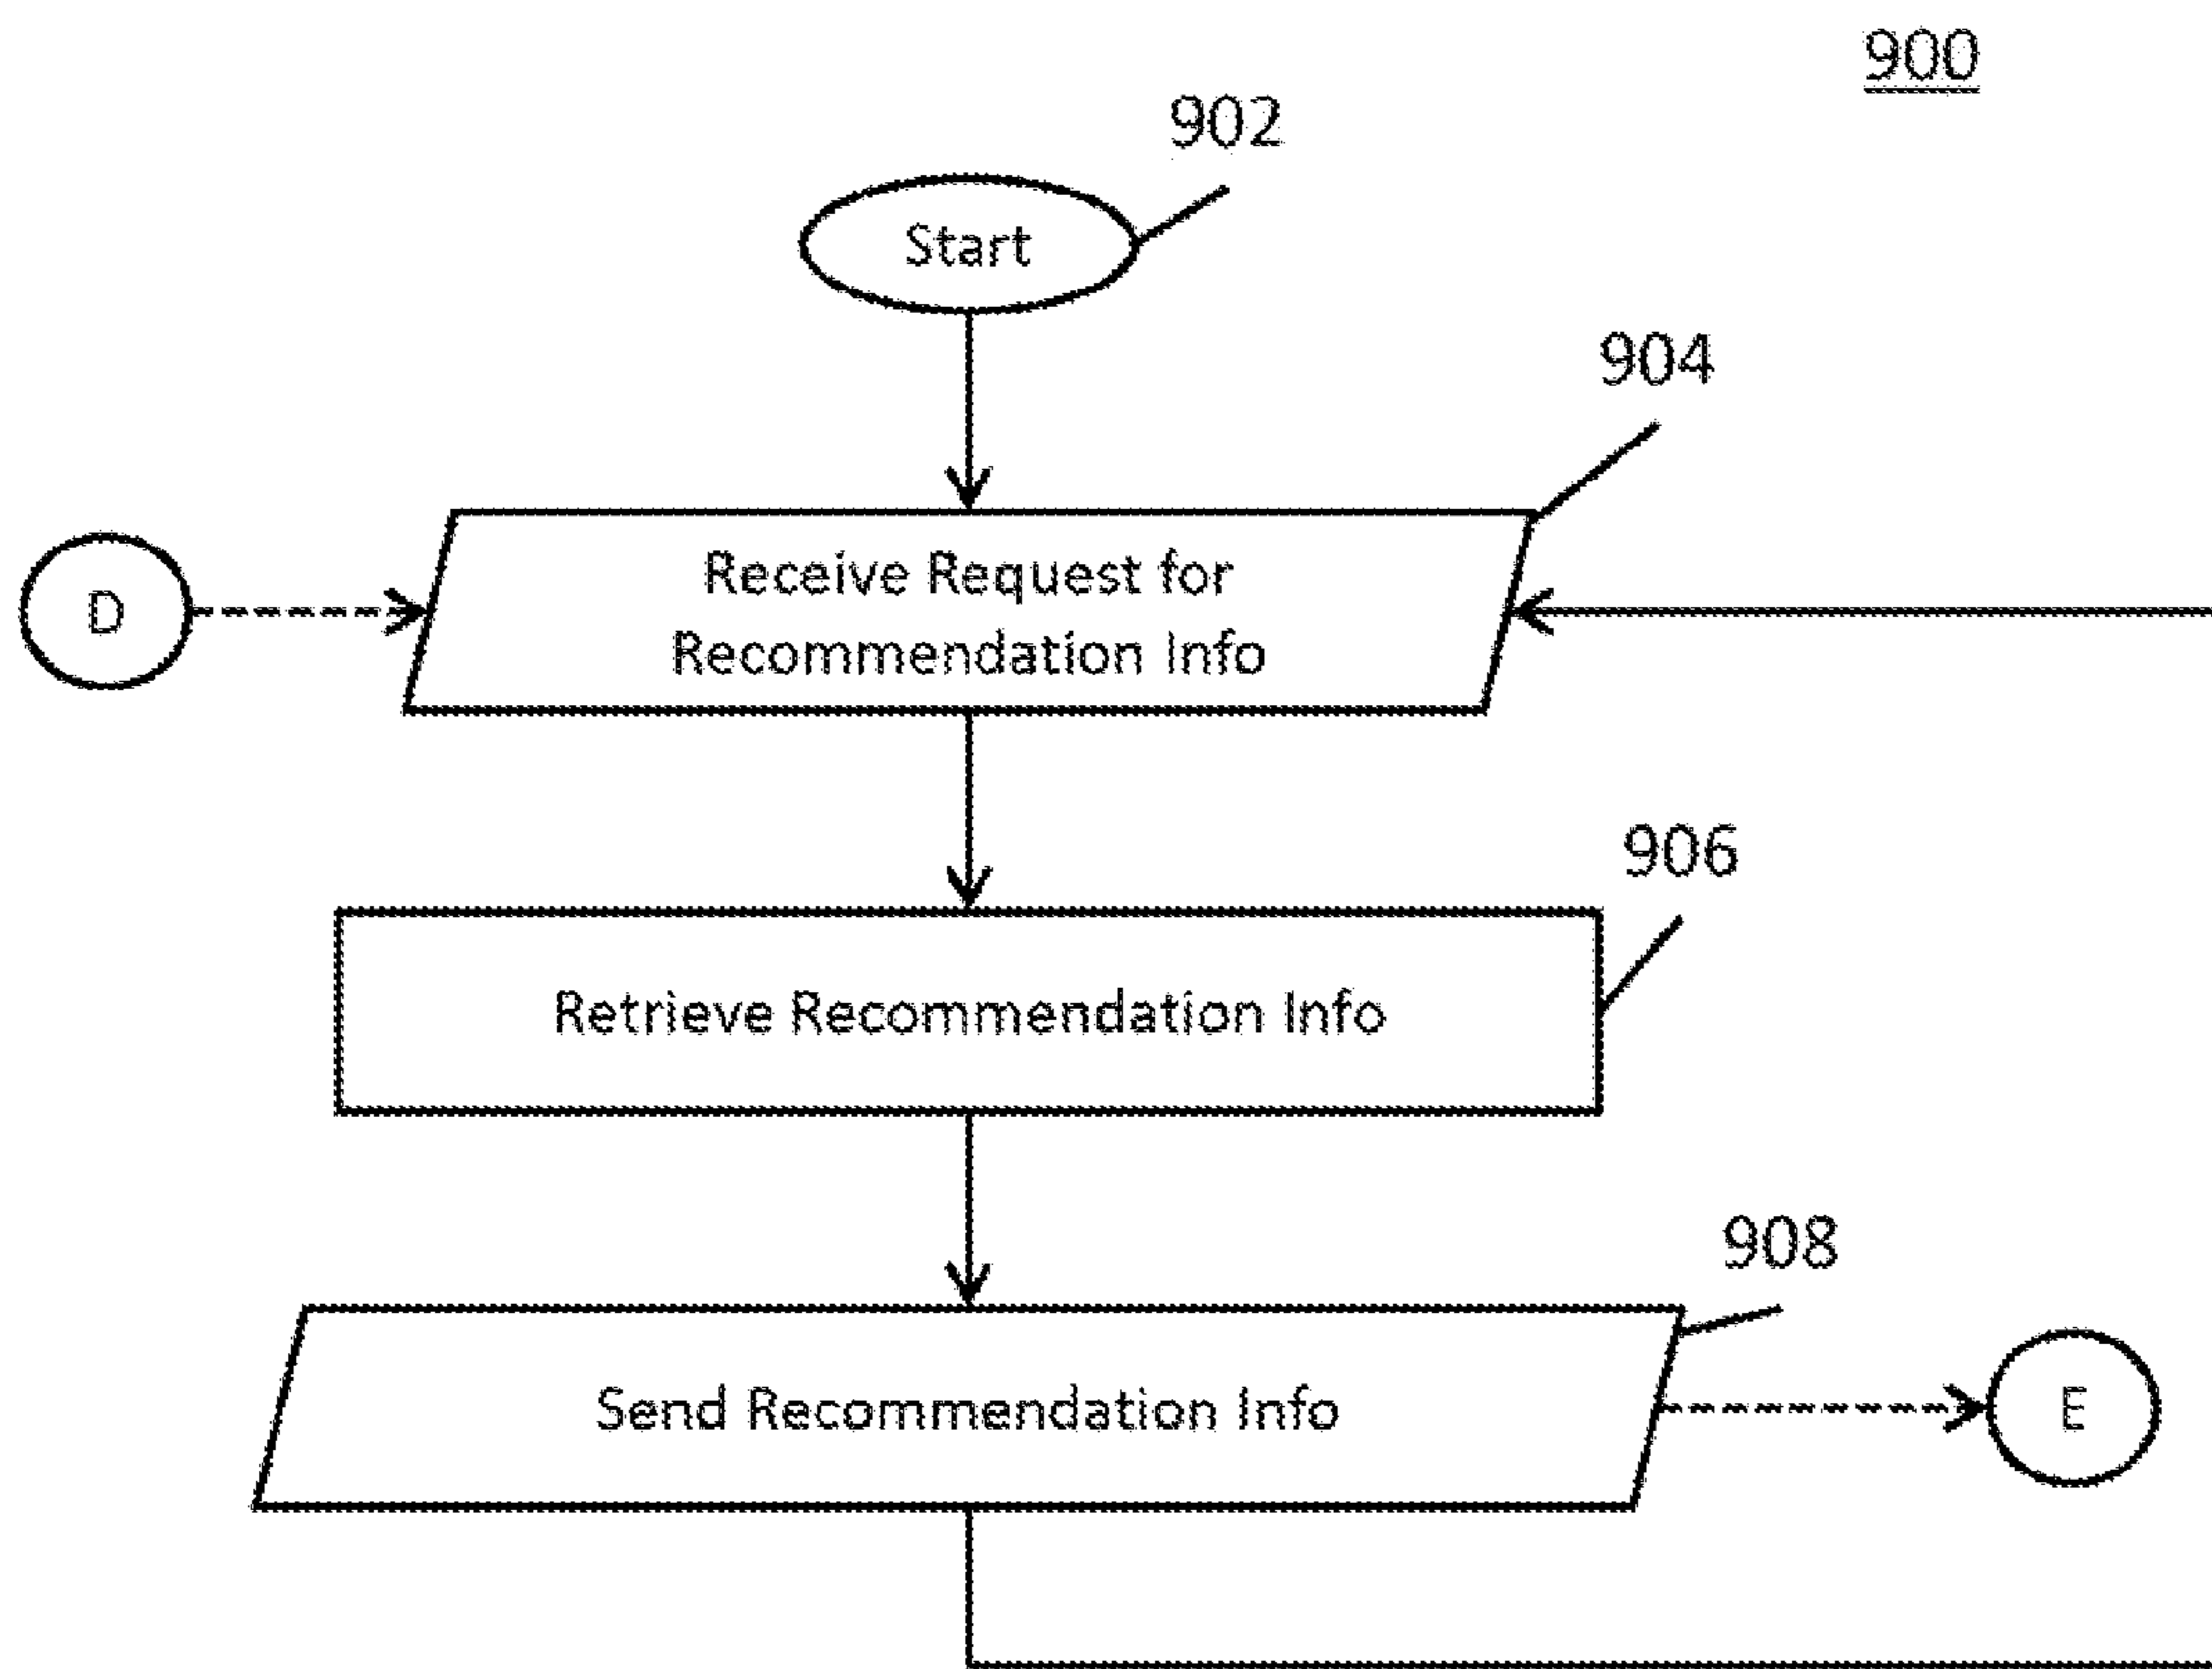 900
902
Start
904
Receive Request for
Recommendation Info
D
906
Retrieve Recommendation Info
908
Send Recommendation Info
E